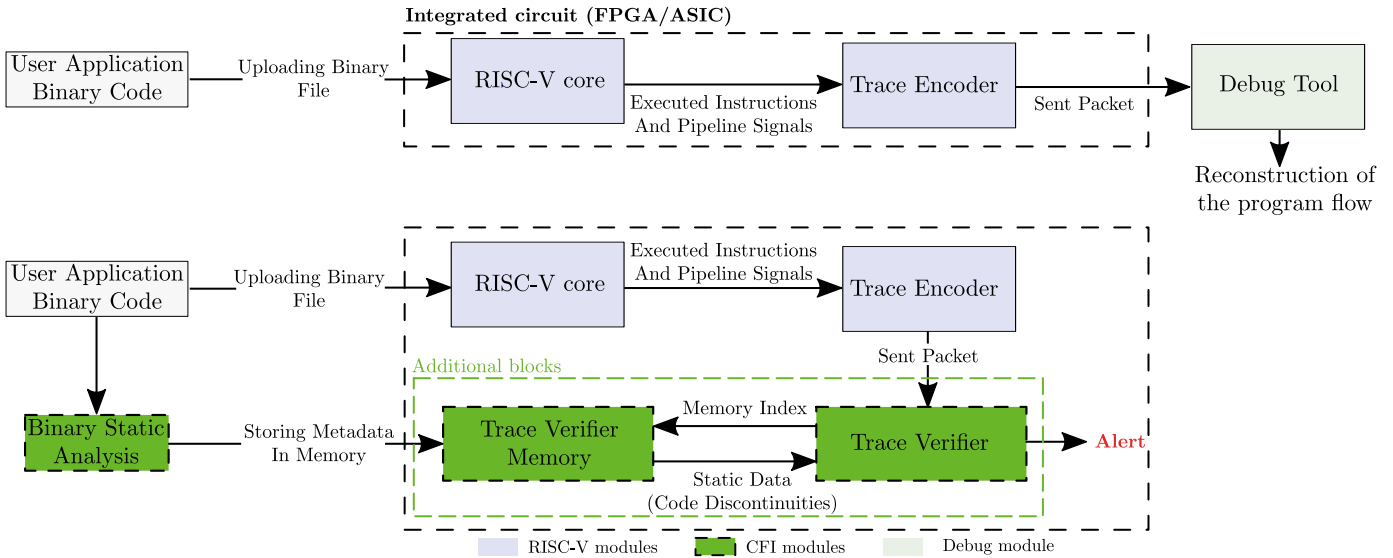 Integrated circuit (FPGA/ASIC)
User Application
Binary Code
Uploading Binary
File
RISC-V core
Executed Instructions
And Pipeline Signals
Trace Encoder
Sent Packet
Debug Tool
Reconstruction of
the program flow
User Application
Binary Code
Uploading Binary
File
RISC-V core
Executed Instructions
And Pipeline Signals
Trace Encoder
Sent Packet
Additional blocks
Binary Static
Analysis
Storing Metadata
In Memory
Trace Verifier
Memory
Memory Index
Static Data
(Code Discontinuities)
Trace Verifier
Alert
RISC-V modules
CFI modules
Debug module